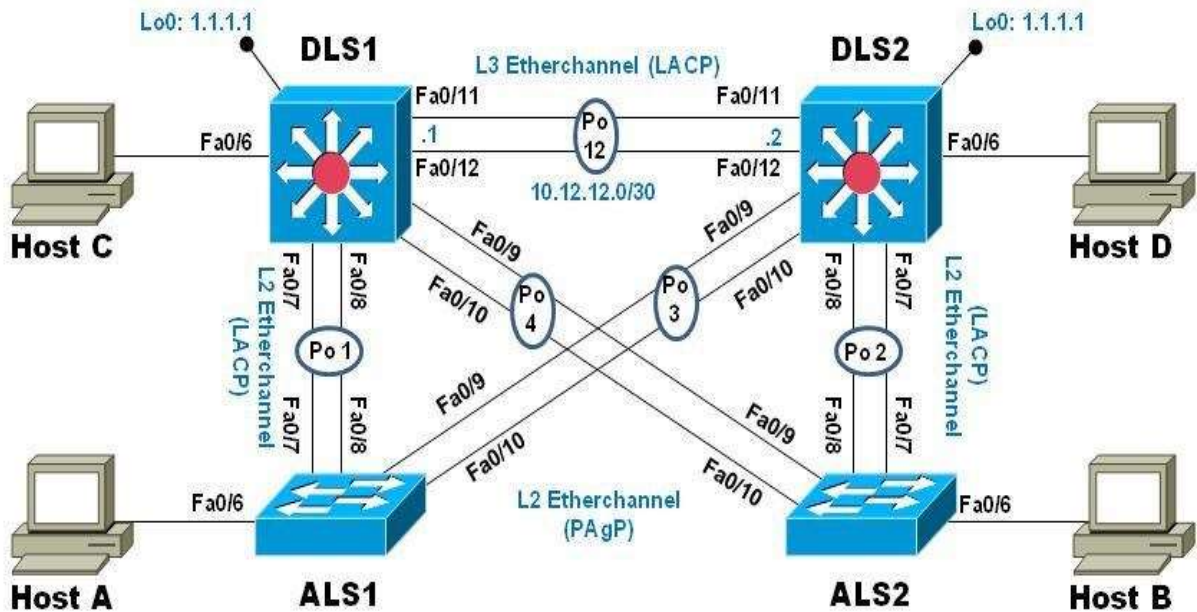 Lo0: 1.1.1.1
Lo0: 1.1.1.1
DLS1
DLS2
L3 Etherchannel (LACP)
Fa0/11
Fa0/11
Fa0/6
.1
Po
12
.2
Fa0/6
Fa0/12
Fa0/12
10.12.12.0/30
Host C
Host D
Fa0/9
Fa0/9
Fa0/10
Fa0/10
Po
4
Po
3
Fa0/7
Fa0/8
Fa0/8
Fa0/7
L2 Etherchannel
(LACP)
Po 1
Po 2
L2 Etherchannel
(LACP)
Fa0/7
Fa0/8
Fa0/8
Fa0/7
Fa0/9
Fa0/9
Fa0/10
Fa0/10
L2 Etherchannel
(PAgP)
Fa0/6
Fa0/6
Host A
ALS1
ALS2
Host B